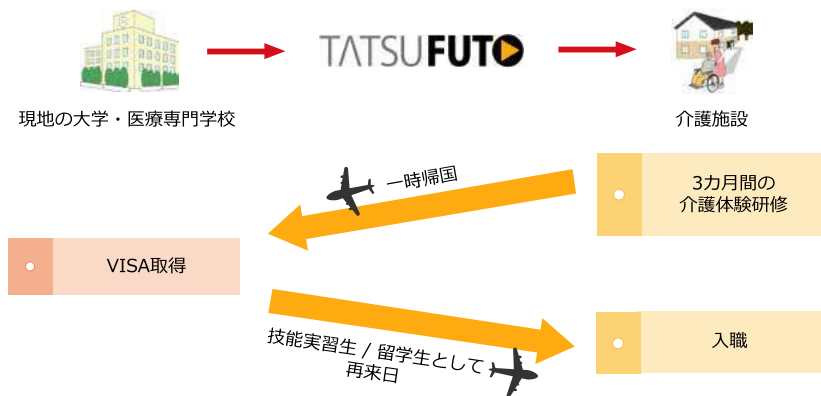 TATSUFUTO
現地の大学・医療専門学校
介護施設
一時帰国
3カ月間の
介護体験研修
VISA取得
技能実習生 / 留学生として
再来日
入職